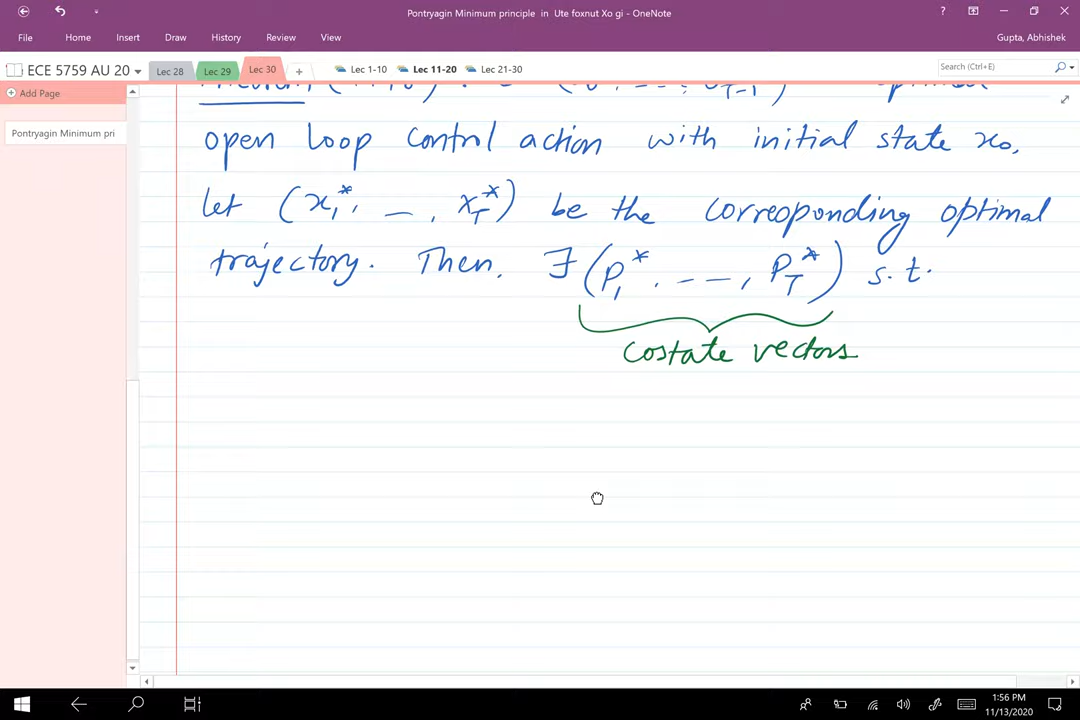 Pontryagin Minimum principle in Ute foxnut Xo gi - OneNote
File Home Insert Draw History Review View Gupta, Abhishek
ECE 5759 AU 20 Lec 28 Lec 29 Lec 30 Lec 1-10 Lec 11-20 Lec 21-30 Search (Ctrl+E)
Add Page
Pontryagin Minimum pri
open loop control action with initial state x₀.
let (x₁*, —, x_T*) be the corresponding optimal
trajectory. Then, ∃ (P₁*, ---, P_T*) s.t.
costate vectors
1:56 PM
11/13/2020